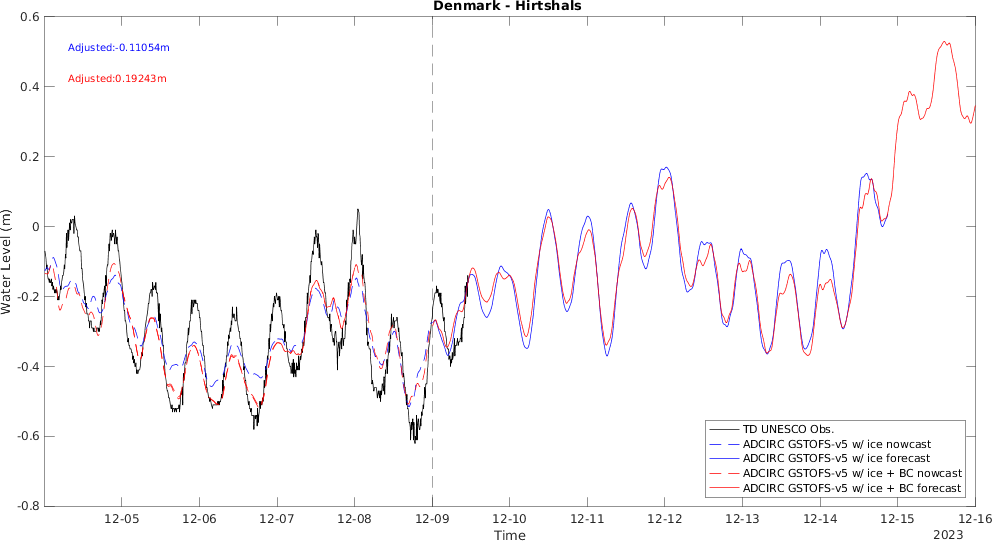 Denmark - Hirtshals
0.6
0.4
0.2
0
-0.2
-0.4
-0.6
-0.8
Water Level (m)
Adjusted:-0.11054m
Adjusted:0.19243m
TD UNESCO Obs.
ADCIRC GSTOFS-v5 w/ ice nowcast
ADCIRC GSTOFS-v5 w/ ice forecast
ADCIRC GSTOFS-v5 w/ ice + BC nowcast
ADCIRC GSTOFS-v5 w/ ice + BC forecast
12-05 12-06 12-07 12-08 12-09 12-10 12-11 12-12 12-13 12-14 12-15 12-16
Time
2023